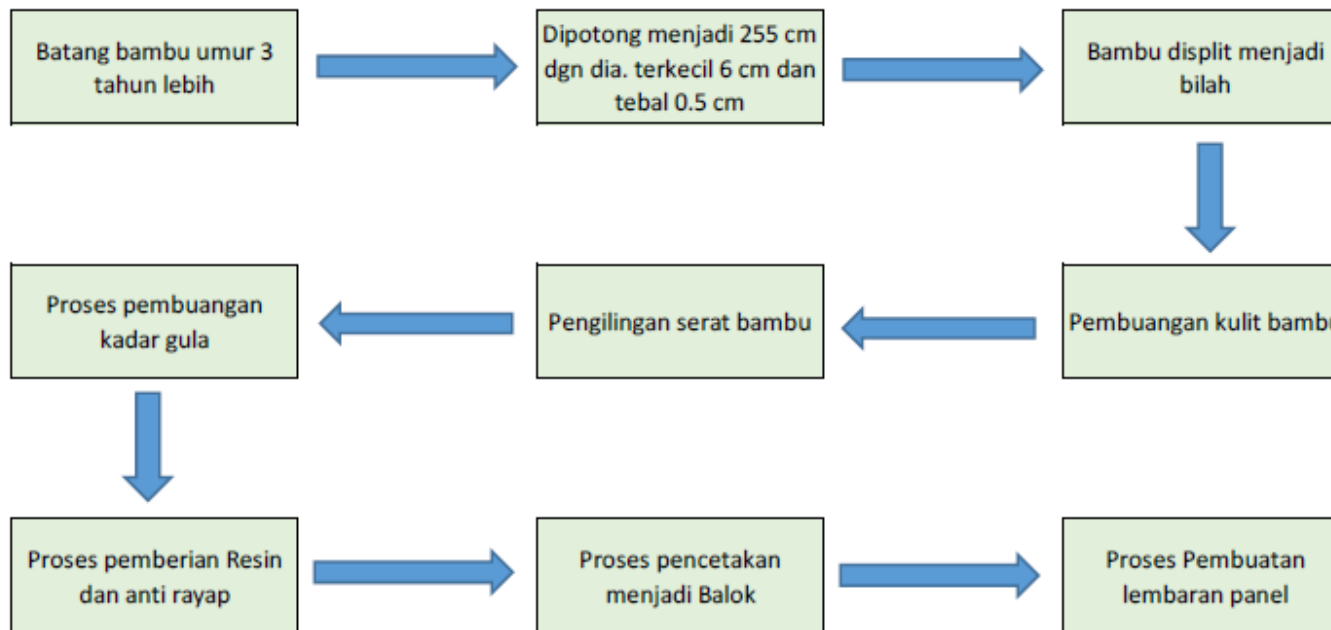 Batang bambu umur 3
tahun lebih
Dipotong menjadi 255 cm
dgn dia. terkecil 6 cm dan
tebal 0.5 cm
Bambu displit menjadi
bilah
Pembuangan kulit bambu
Pengilingan serat bambu
Proses pembuangan
kadar gula
Proses pemberian Resin
dan anti rayap
Proses pencetakan
menjadi Balok
Proses Pembuatan
lembaran panel